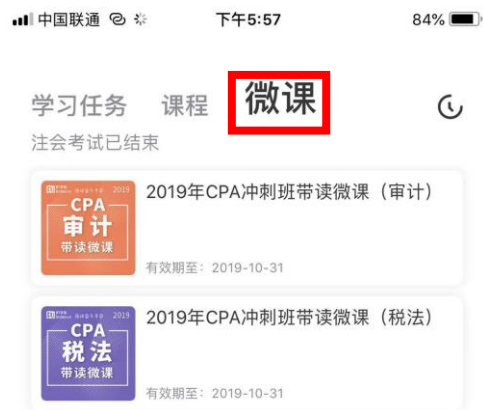 中国联通 下午5:57 84%
学习任务 课程 微课
注会考试已结束
2019
CPA
审计
带读微课
2019年CPA冲刺班带读微课（审计）
有效期至：2019-10-31
2019
CPA
税法
带读微课
2019年CPA冲刺班带读微课（税法）
有效期至：2019-10-31